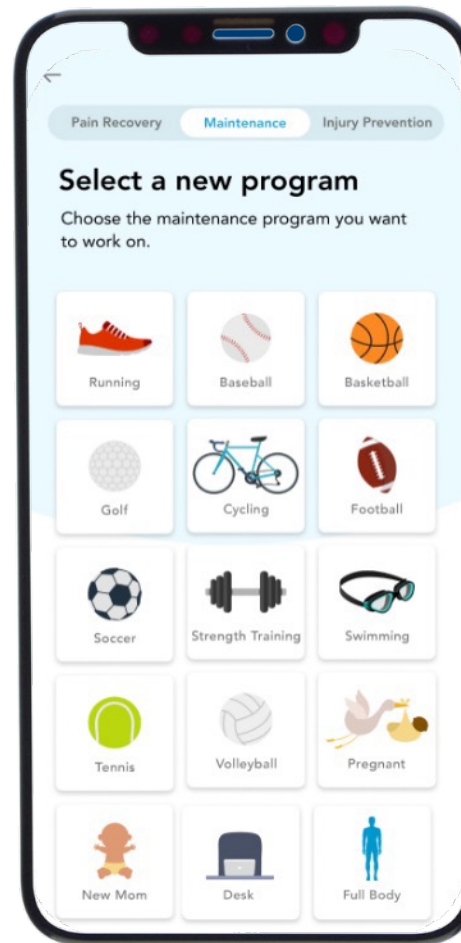 Pain Recovery Maintenance Injury Prevention
Select a new program
Choose the maintenance program you want
to work on.
Running Baseball Basketball
Golf Cycling Football
Soccer Strength Training Swimming
Tennis Volleyball Pregnant
New Mom Desk Full Body